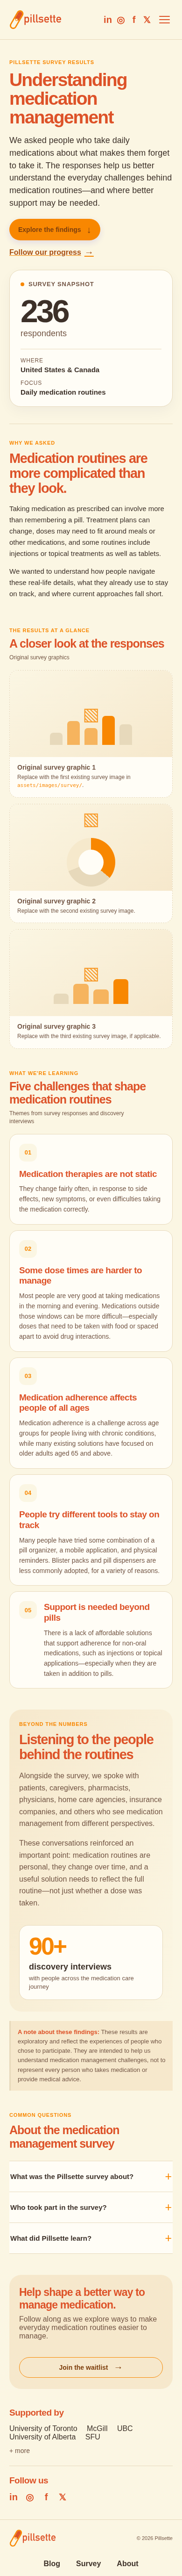 pillsette
in f 𝕏
PILLSETTE SURVEY RESULTS
Understanding
medication
management
We asked people who take daily
medications about what makes them forget
to take it. The responses help us better
understand the everyday challenges behind
medication routines—and where better
support may be needed.
Explore the findings ↓
Follow our progress →
SURVEY SNAPSHOT
236
respondents
WHERE
United States & Canada
FOCUS
Daily medication routines
WHY WE ASKED
Medication routines are
more complicated than
they look.
Taking medication as prescribed can involve more
than remembering a pill. Treatment plans can
change, doses may need to fit around meals or
other medications, and some routines include
injections or topical treatments as well as tablets.
We wanted to understand how people navigate
these real-life details, what they already use to stay
on track, and where current approaches fall short.
THE RESULTS AT A GLANCE
A closer look at the responses
Original survey graphics
Original survey graphic 1
Replace with the first existing survey image in
assets/images/survey/.
Original survey graphic 2
Replace with the second existing survey image.
Original survey graphic 3
Replace with the third existing survey image, if applicable.
WHAT WE'RE LEARNING
Five challenges that shape
medication routines
Themes from survey responses and discovery
interviews
01
Medication therapies are not static
They change fairly often, in response to side
effects, new symptoms, or even difficulties taking
the medication correctly.
02
Some dose times are harder to
manage
Most people are very good at taking medications
in the morning and evening. Medications outside
those windows can be more difficult—especially
doses that need to be taken with food or spaced
apart to avoid drug interactions.
03
Medication adherence affects
people of all ages
Medication adherence is a challenge across age
groups for people living with chronic conditions,
while many existing solutions have focused on
older adults aged 65 and above.
04
People try different tools to stay on
track
Many people have tried some combination of a
pill organizer, a mobile application, and physical
reminders. Blister packs and pill dispensers are
less commonly adopted, for a variety of reasons.
05
Support is needed beyond
pills
There is a lack of affordable solutions
that support adherence for non-oral
medications, such as injections or topical
applications—especially when they are
taken in addition to pills.
BEYOND THE NUMBERS
Listening to the people
behind the routines
Alongside the survey, we spoke with
patients, caregivers, pharmacists,
physicians, home care agencies, insurance
companies, and others who see medication
management from different perspectives.
These conversations reinforced an
important point: medication routines are
personal, they change over time, and a
useful solution needs to reflect the full
routine—not just whether a dose was
taken.
90+
discovery interviews
with people across the medication care
journey
A note about these findings: These results are
exploratory and reflect the experiences of people who
chose to participate. They are intended to help us
understand medication management challenges, not to
represent every person who takes medication or
provide medical advice.
COMMON QUESTIONS
About the medication
management survey
What was the Pillsette survey about? +
Who took part in the survey? +
What did Pillsette learn? +
Help shape a better way to
manage medication.
Follow along as we explore ways to make
everyday medication routines easier to
manage.
Join the waitlist →
Supported by
University of Toronto McGill UBC
University of Alberta SFU
+ more
Follow us
in f 𝕏
pillsette
© 2026 Pillsette
Blog Survey About